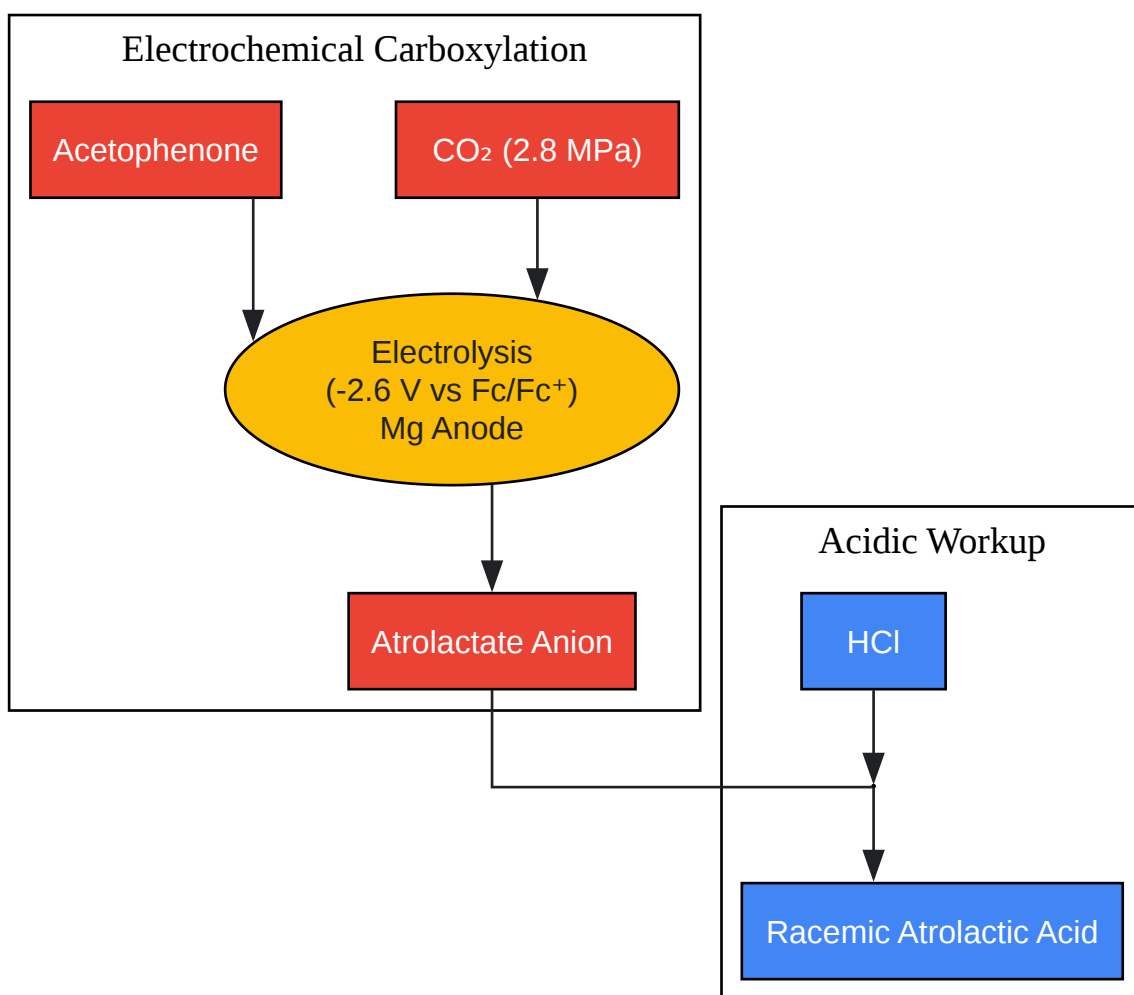 Electrochemical Carboxylation
Acetophenone
CO₂ (2.8 MPa)
Electrolysis
(-2.6 V vs Fc/Fc⁺)
Mg Anode
Atrolactate Anion
Acidic Workup
HCl
Racemic Atrolactic Acid